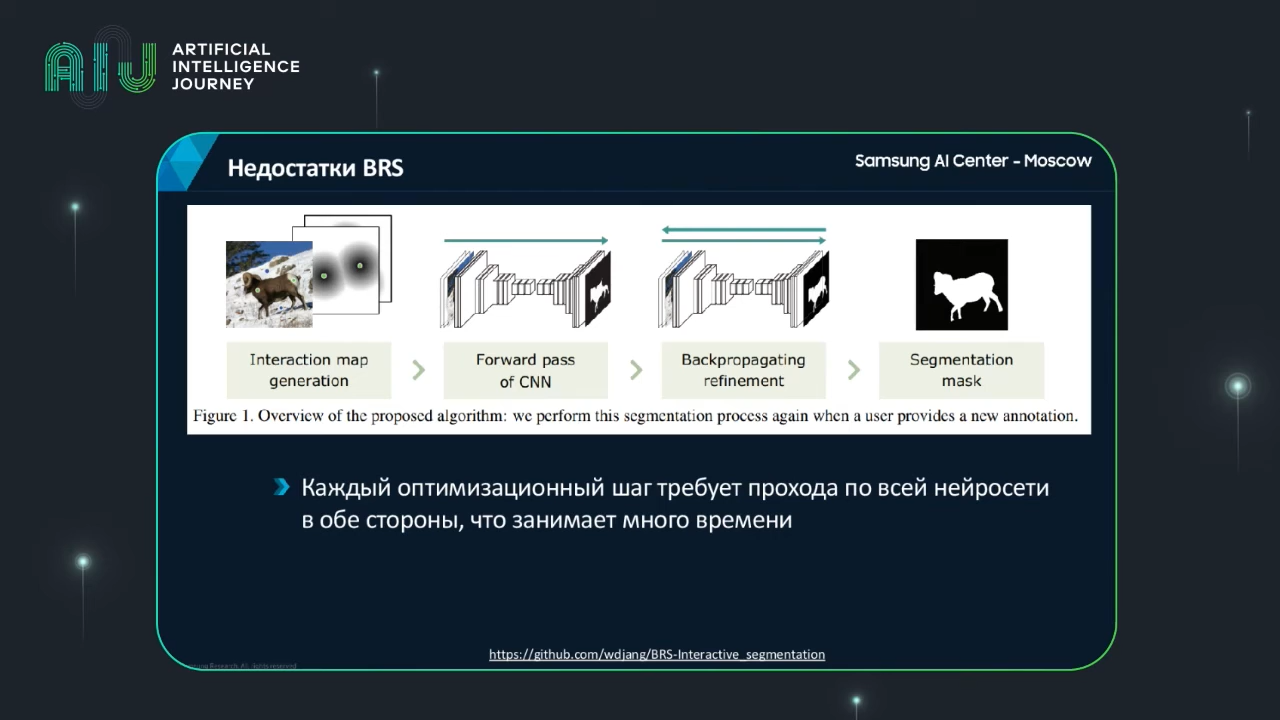 ARTIFICIAL
INTELLIGENCE
JOURNEY
Недостатки BRS
Samsung AI Center - Moscow
Interaction map
generation
Forward pass
of CNN
Backpropagating
refinement
Segmentation
mask
Figure 1. Overview of the proposed algorithm: we perform this segmentation process again when a user provides a new annotation.
Каждый оптимизационный шаг требует прохода по всей нейросети
в обе стороны, что занимает много времени
https://github.com/wdjang/BRS-Interactive_segmentation